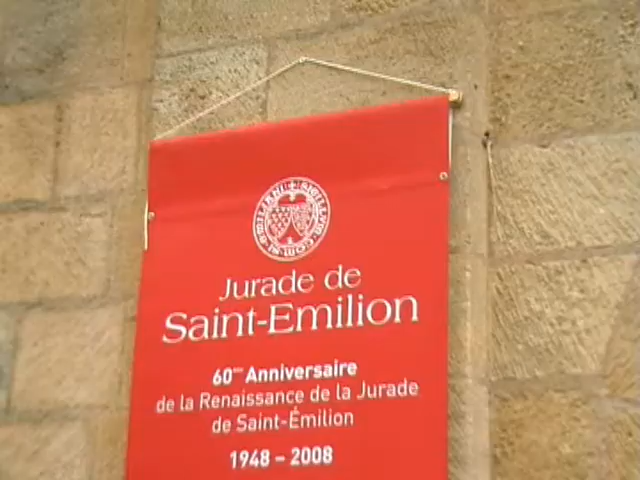 Jurade de
Saint-Emilion
60ème Anniversaire
de la Renaissance de la Jurade
de Saint-Émilion
1948 – 2008